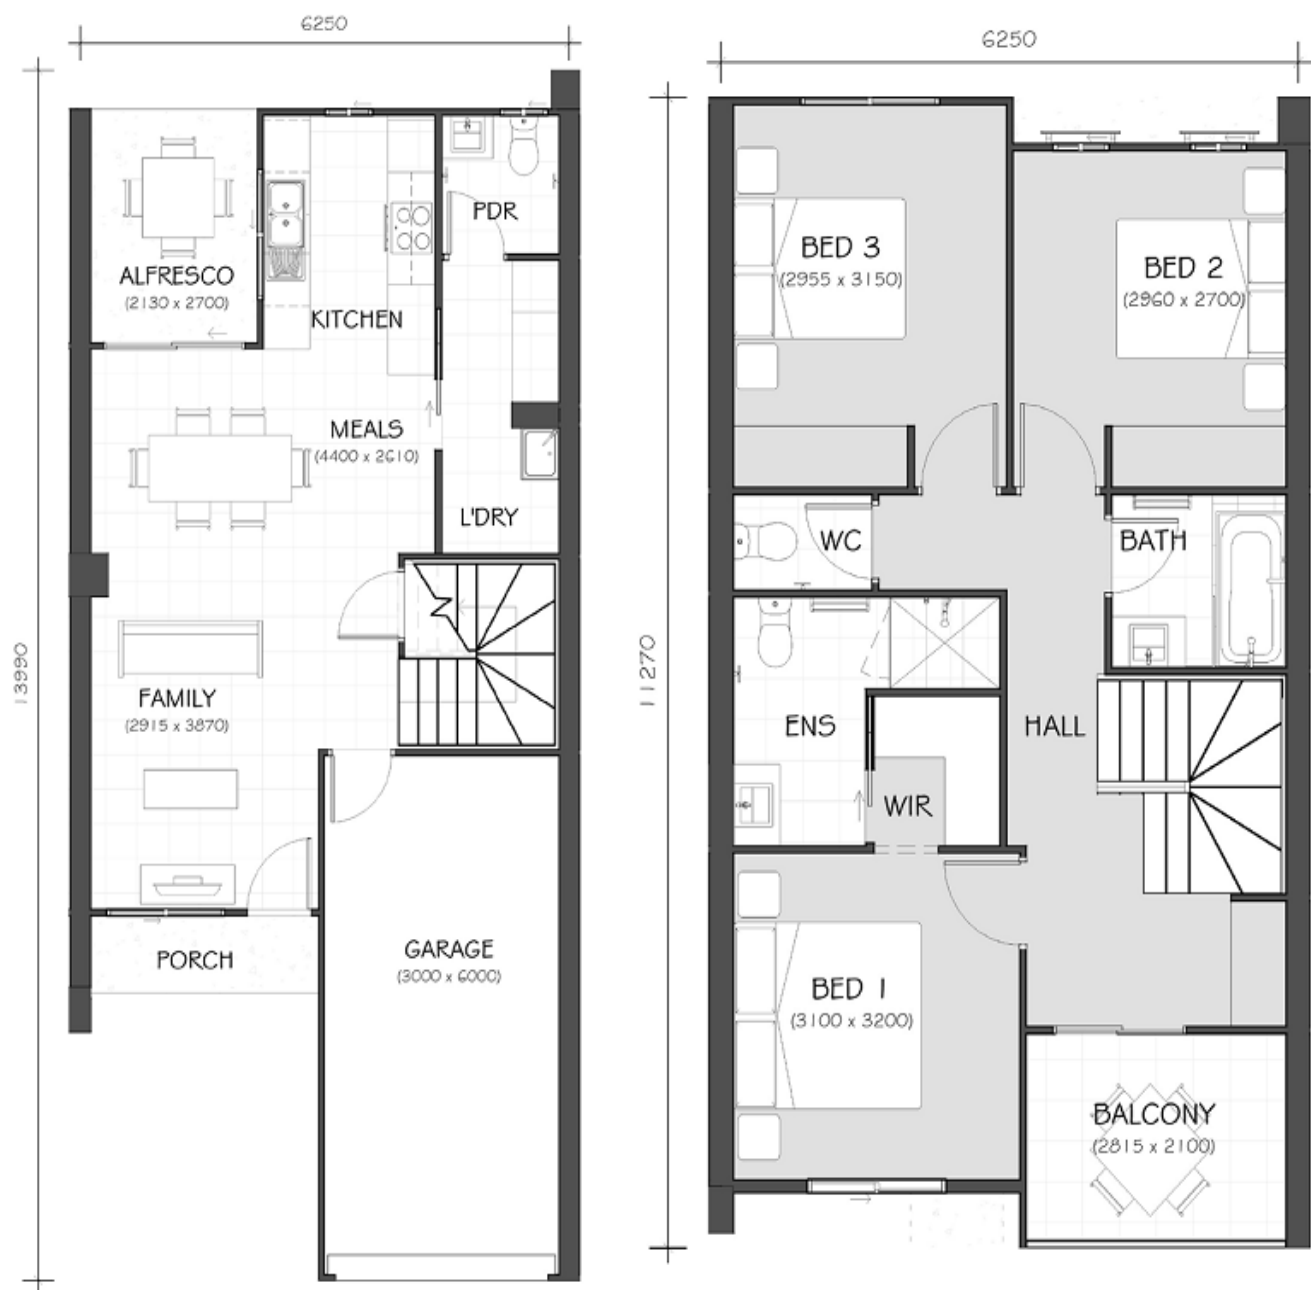 6250
13990
ALFRESCO
(2130 x 2700)
KITCHEN
PDR
MEALS
(4400 x 2610)
L'DRY
FAMILY
(2915 x 3870)
PORCH
GARAGE
(3000 x 6000)
6250
11270
BED 3
(2955 x 3150)
BED 2
(2960 x 2700)
WC
BATH
ENS
HALL
WIR
BED 1
(3100 x 3200)
BALCONY
(2815 x 2100)